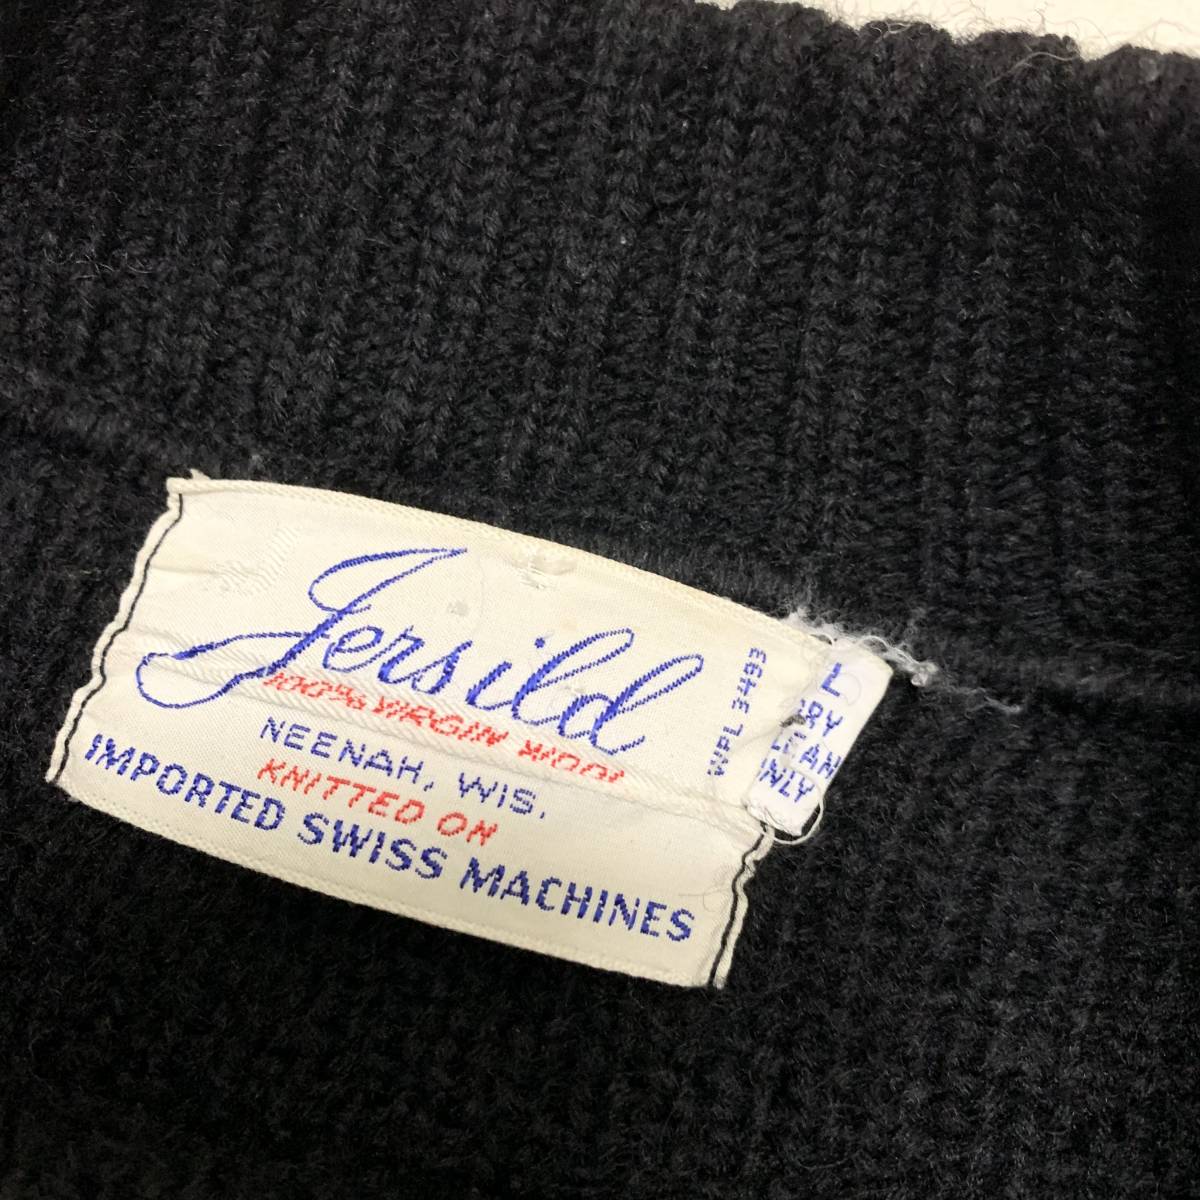 Jersild
100% VIRGIN WOOL
NEENAH, WIS.
KNITTED ON
IMPORTED SWISS MACHINES
WPL 3493
L